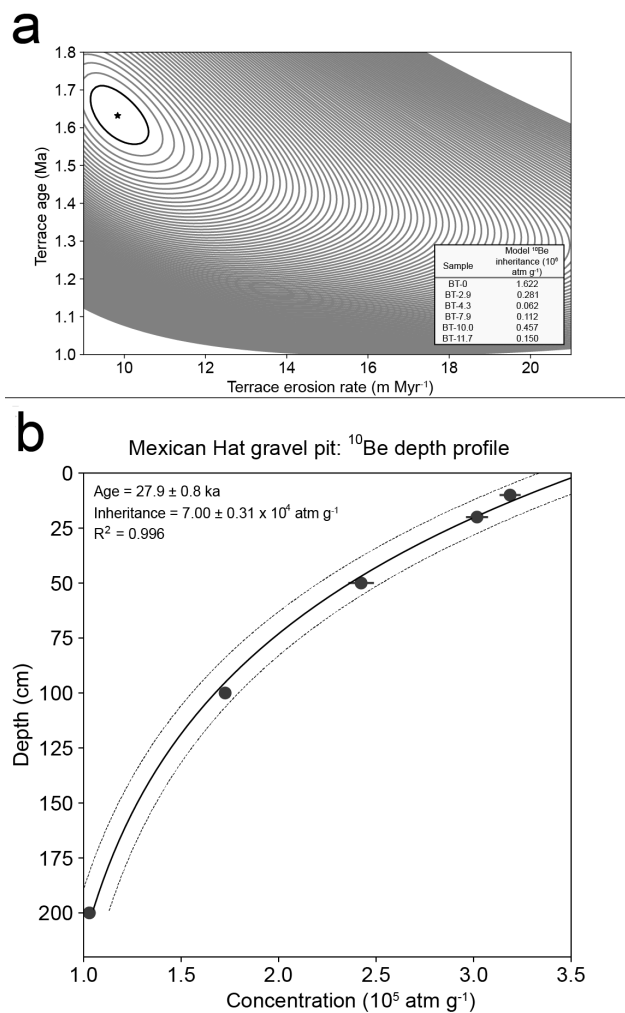 a
1.8
1.7
1.6
1.5
1.4
1.3
1.2
1.1
1.0
Terrace age (Ma)
10 12 14 16 18 20
Terrace erosion rate (m Myr⁻¹)
Sample Model ¹⁰Be inheritance (10⁶ atm g⁻¹)
BT-0 1.622
BT-2.9 0.281
BT-4.3 0.062
BT-7.9 0.112
BT-10.0 0.457
BT-11.7 0.150
b
Mexican Hat gravel pit: ¹⁰Be depth profile
Age = 27.9 ± 0.8 ka
Inheritance = 7.00 ± 0.31 x 10⁴ atm g⁻¹
R² = 0.996
0
25
50
75
100
125
150
175
200
Depth (cm)
1.0 1.5 2.0 2.5 3.0 3.5
Concentration (10⁵ atm g⁻¹)